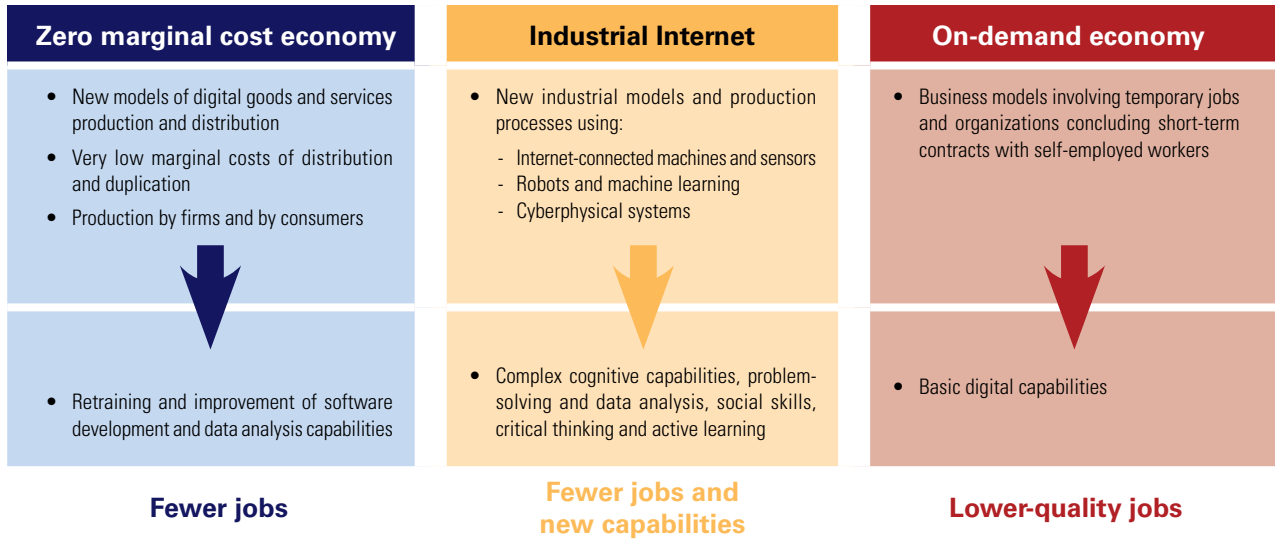 Zero marginal cost economy
• New models of digital goods and services
production and distribution
• Very low marginal costs of distribution
and duplication
• Production by firms and by consumers
• Retraining and improvement of software
development and data analysis capabilities
Fewer jobs
Industrial Internet
• New industrial models and production
processes using:
- Internet-connected machines and sensors
- Robots and machine learning
- Cyberphysical systems
• Complex cognitive capabilities, problem-
solving and data analysis, social skills,
critical thinking and active learning
Fewer jobs and
new capabilities
On-demand economy
• Business models involving temporary jobs
and organizations concluding short-term
contracts with self-employed workers
• Basic digital capabilities
Lower-quality jobs